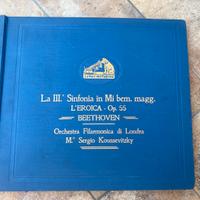 La III.ª Sinfonia in Mi bem. magg.
L'EROICA - Op. 55
BEETHOVEN
Orchestra Filarmonica di Londra
M.º Sergio Koussevitzky